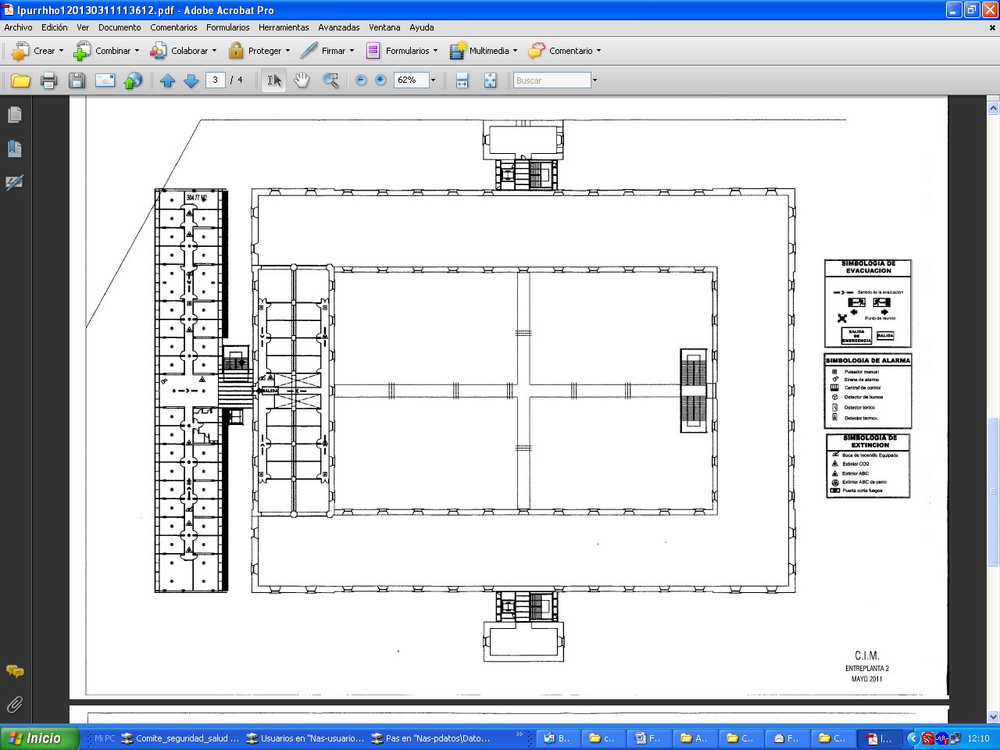 lpurrhho120130311113612.pdf - Adobe Acrobat Pro
Archivo Edición Ver Documento Comentarios Formularios Herramientas Avanzadas Ventana Ayuda
Crear Combinar Colaborar Proteger Firmar Formularios Multimedia Comentario
3 / 4 62% Buscar
304.77 M2
SALIDA
SIMBOLOGIA DE
EVACUACION
Sentido de la evacuación
Punto de reunión
SALIDA
DE
EMERGENCIA
SALIDA
SIMBOLOGIA DE ALARMA
Pulsador manual
Sirena de alarma
Central de control
Detector de humos
Detector ionico
Detector termov.
SIMBOLOGIA DE
EXTINCION
Boca de Incendio Equipada
Extintor CO2
Extintor ABC
Extintor ABC de carro
Puerta corta fuegos
C.I.M.
ENTREPLANTA 2
MAYO 2011
Inicio Mi PC Comite_seguridad_salud ... Usuarios en "Nas-usuario... Pas en "Nas-pdatos\Dato... » B... c... F... A... C... F... C... l... 12:10